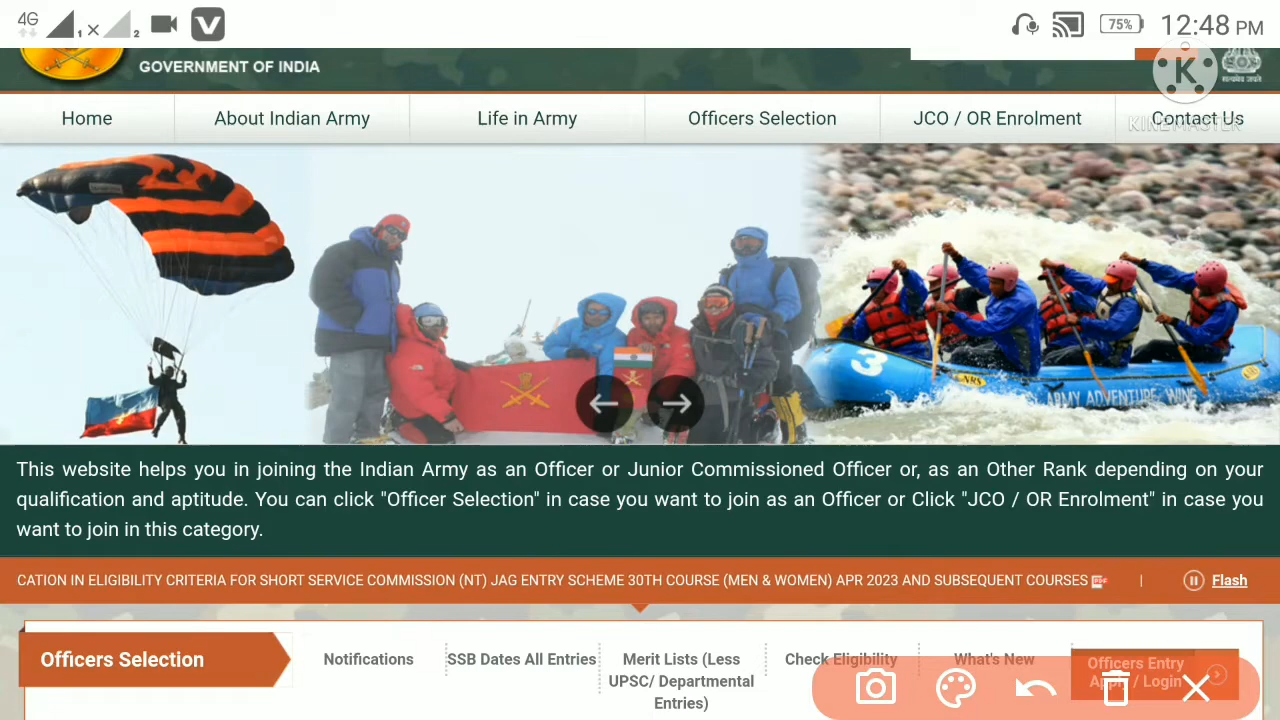 4G 1 x 2 V 75% 12:48 PM
GOVERNMENT OF INDIA
K
KINEMASTER
Home About Indian Army Life in Army Officers Selection JCO / OR Enrolment Contact Us
3 NRS ARMY ADVENTURE WING
This website helps you in joining the Indian Army as an Officer or Junior Commissioned Officer or, as an Other Rank depending on your
qualification and aptitude. You can click "Officer Selection" in case you want to join as an Officer or Click "JCO / OR Enrolment" in case you
want to join in this category.
CATION IN ELIGIBILITY CRITERIA FOR SHORT SERVICE COMMISSION (NT) JAG ENTRY SCHEME 30TH COURSE (MEN & WOMEN) APR 2023 AND SUBSEQUENT COURSES PDF | Flash
Officers Selection
Notifications
SSB Dates All Entries
Merit Lists (Less
UPSC/ Departmental
Entries)
Check Eligibility
What's New
Officers Entry
Apply / Login